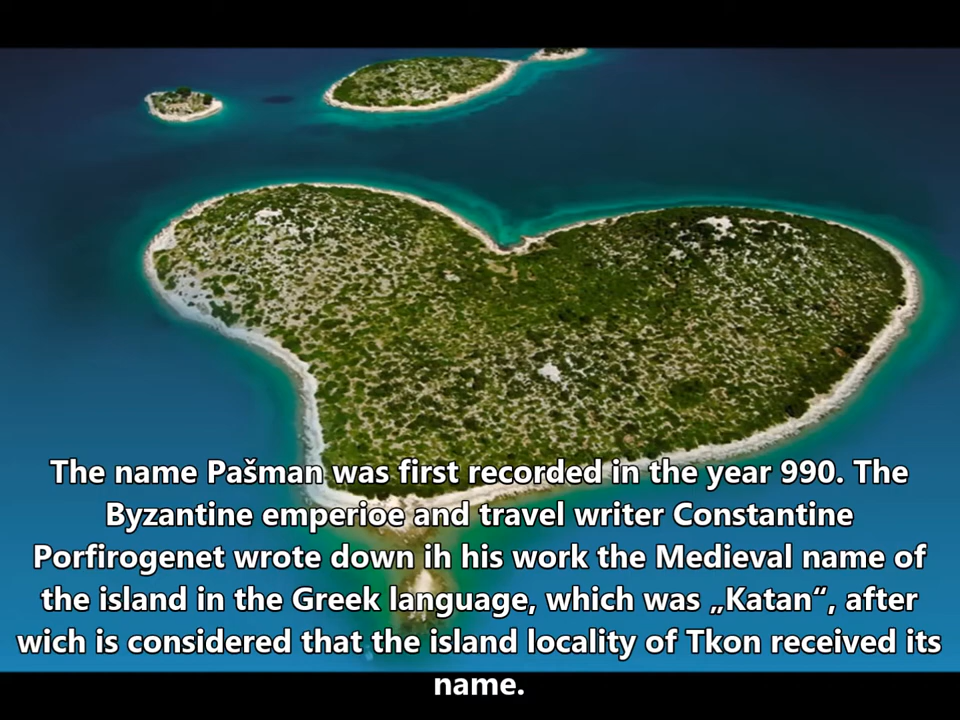 The name Pašman was first recorded in the year 990. The
Byzantine emperioe and travel writer Constantine
Porfirogenet wrote down ih his work the Medieval name of
the island in the Greek language, which was „Katan“, after
wich is considered that the island locality of Tkon received its
name.